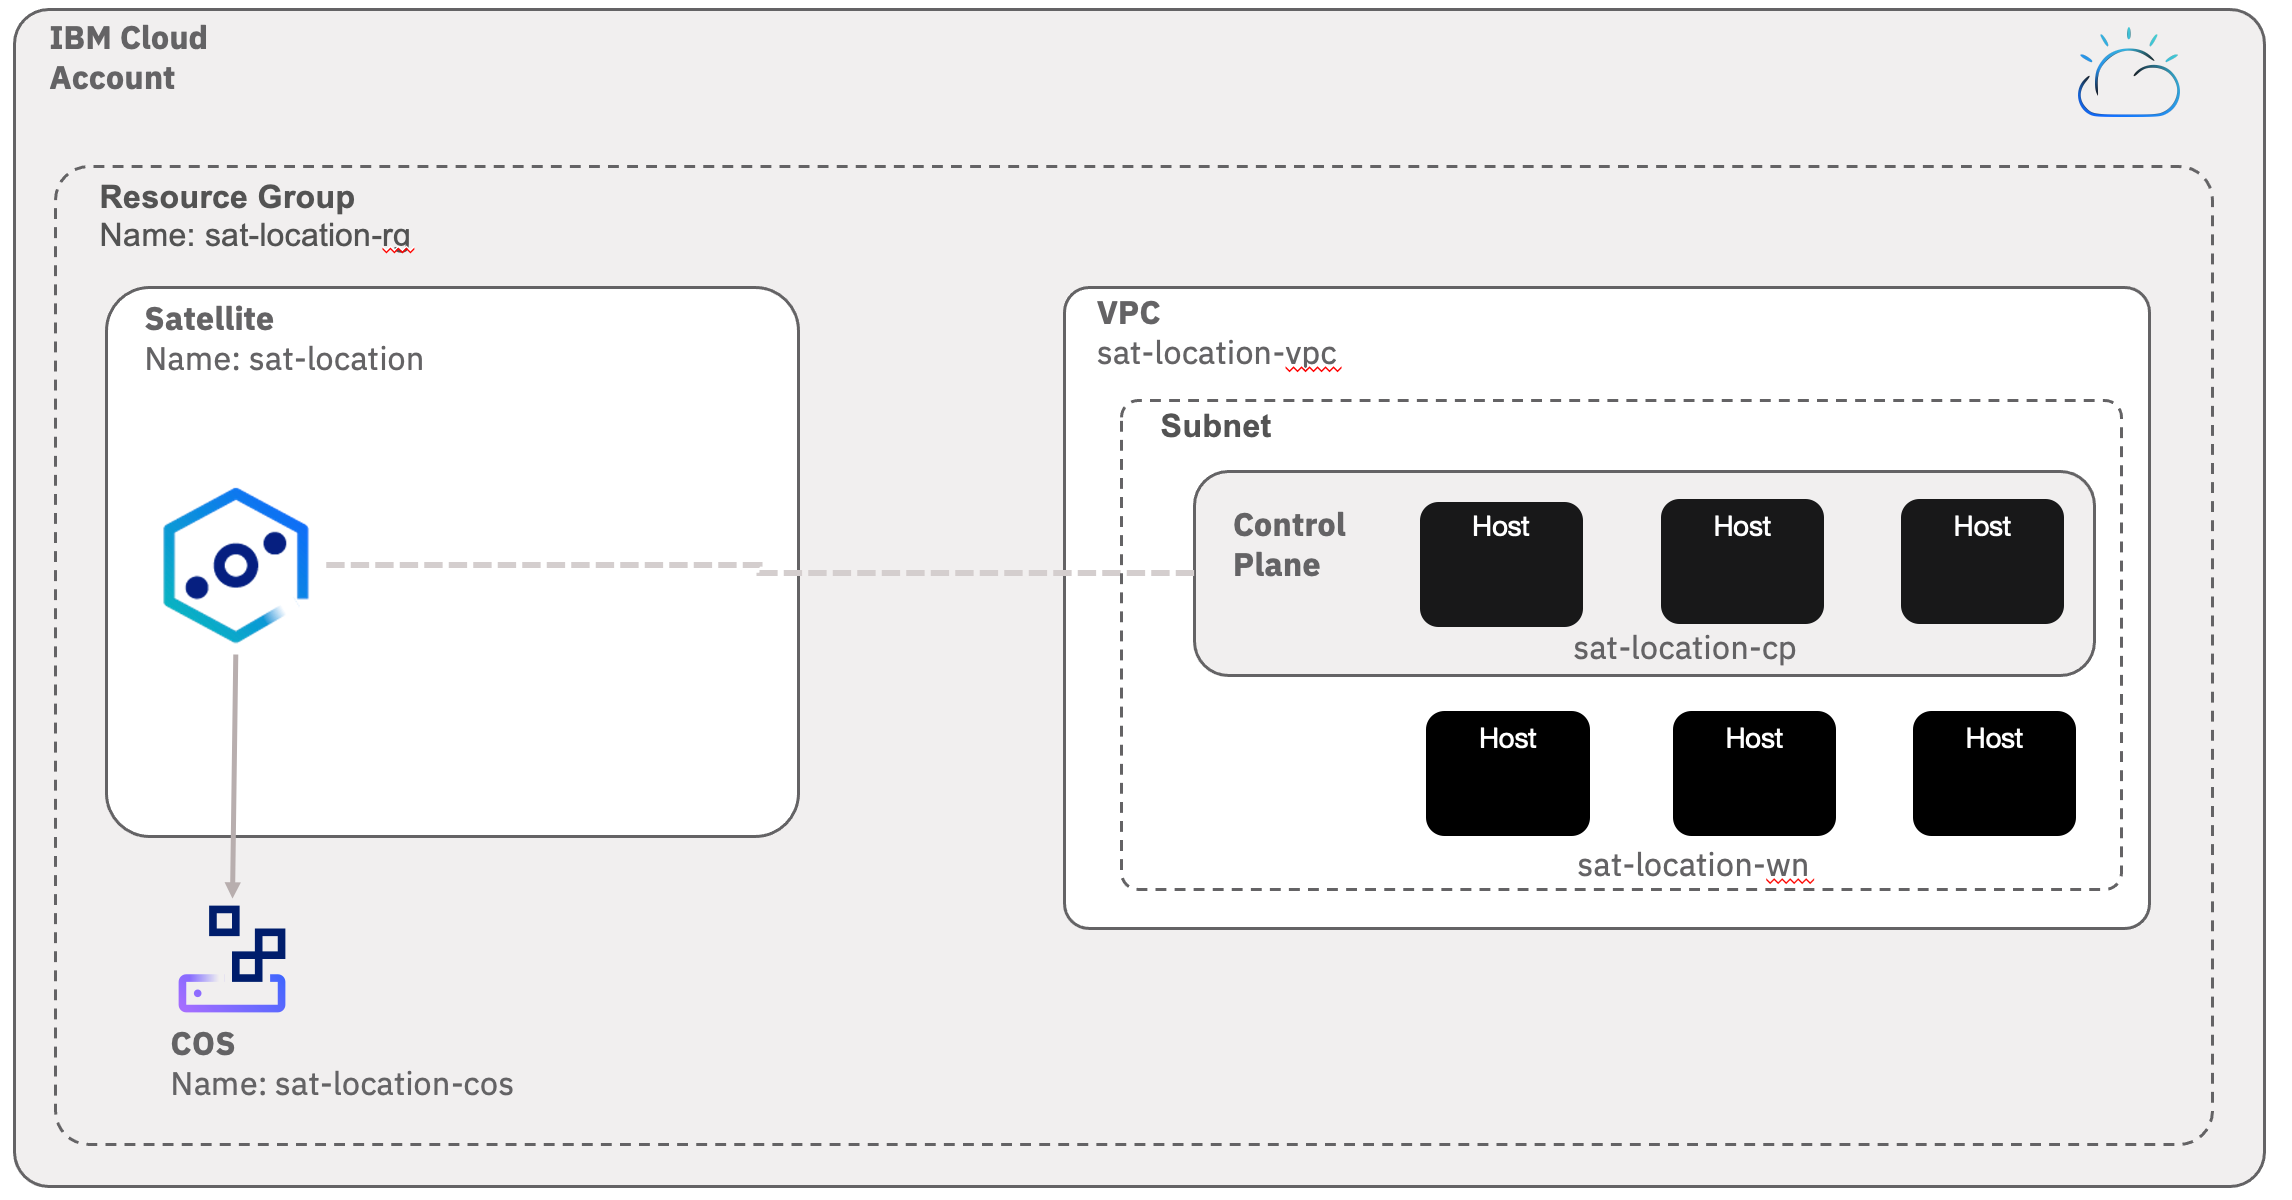 IBM Cloud
Account
Resource Group
Name: sat-location-rg
Satellite
Name: sat-location
VPC
sat-location-vpc
Subnet
Control
Plane
Host
Host
Host
sat-location-cp
Host
Host
Host
sat-location-wn
COS
Name: sat-location-cos